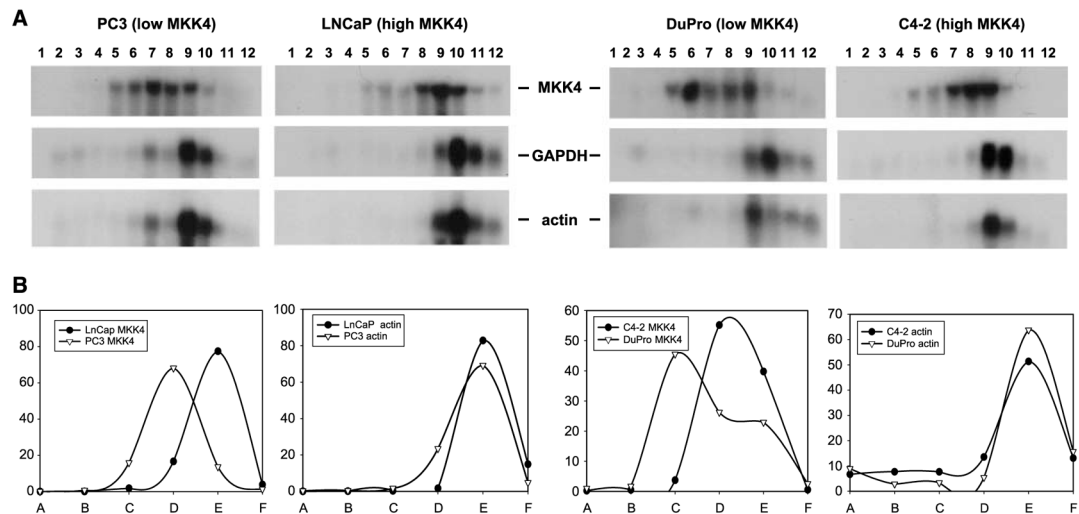 A
PC3 (low MKK4)
LNCaP (high MKK4)
DuPro (low MKK4)
C4-2 (high MKK4)
1 2 3 4 5 6 7 8 9 10 11 12
1 2 3 4 5 6 7 8 9 10 11 12
1 2 3 4 5 6 7 8 9 10 11 12
1 2 3 4 5 6 7 8 9 10 11 12
– MKK4 –
– GAPDH –
– actin –
B
100
80
60
40
20
0
LnCap MKK4
PC3 MKK4
A B C D E F
100
80
60
40
20
0
LNCaP actin
PC3 actin
A B C D E F
60
50
40
30
20
10
0
C4-2 MKK4
DuPro MKK4
A B C D E F
70
60
50
40
30
20
10
0
C4-2 actin
DuPro actin
A B C D E F